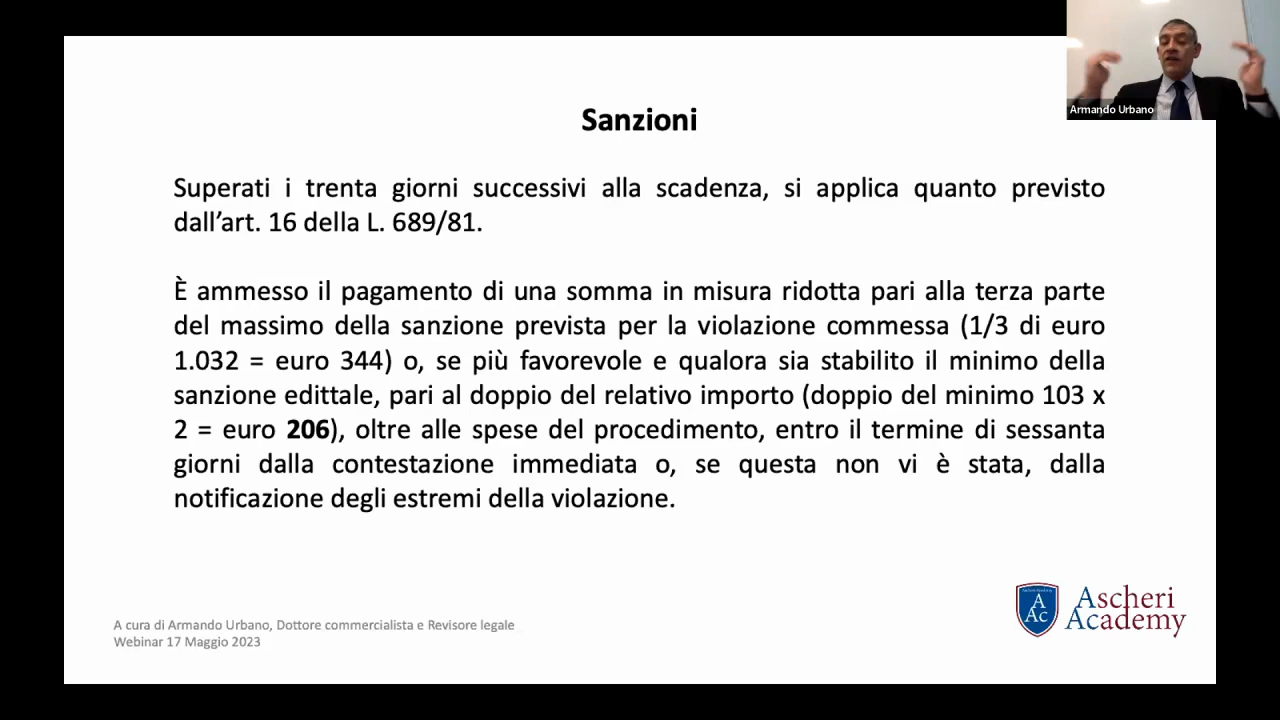 Armando Urbano
Sanzioni
Superati i trenta giorni successivi alla scadenza, si applica quanto previsto
dall’art. 16 della L. 689/81.
È ammesso il pagamento di una somma in misura ridotta pari alla terza parte
del massimo della sanzione prevista per la violazione commessa (1/3 di euro
1.032 = euro 344) o, se più favorevole e qualora sia stabilito il minimo della
sanzione edittale, pari al doppio del relativo importo (doppio del minimo 103 x
2 = euro 206), oltre alle spese del procedimento, entro il termine di sessanta
giorni dalla contestazione immediata o, se questa non vi è stata, dalla
notificazione degli estremi della violazione.
A cura di Armando Urbano, Dottore commercialista e Revisore legale
Webinar 17 Maggio 2023
A
Ac
Ascheri
Academy